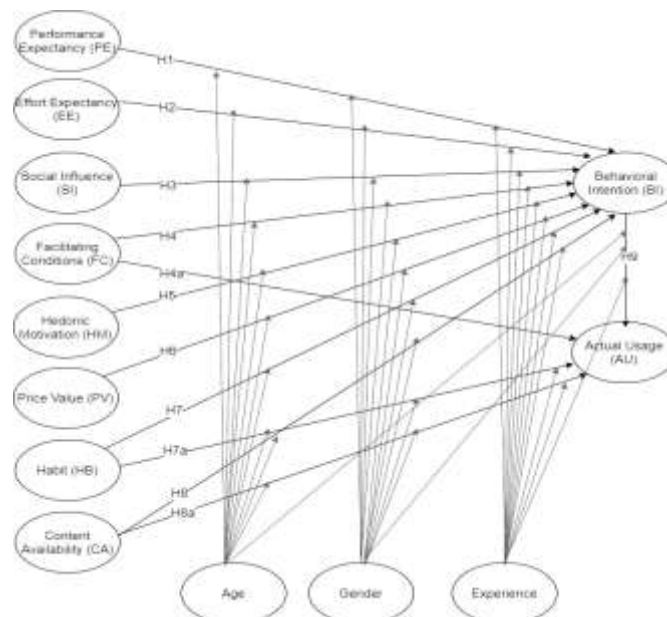 Performance
Expectancy (PE)
H1
Effort Expectancy
(EE)
H2
Social Influence
(BI)
H3
Behavioral
Intention (BI)
H4
Facilitating
Conditions (FC)
H4a
H9
H5
Hedonic
Motivation (HM)
H6
Actual Usage
(AU)
Price Value (PV)
H7
H7a
Habit (HB)
H8
H8a
Content
Availability (CA)
Age
Gender
Experience